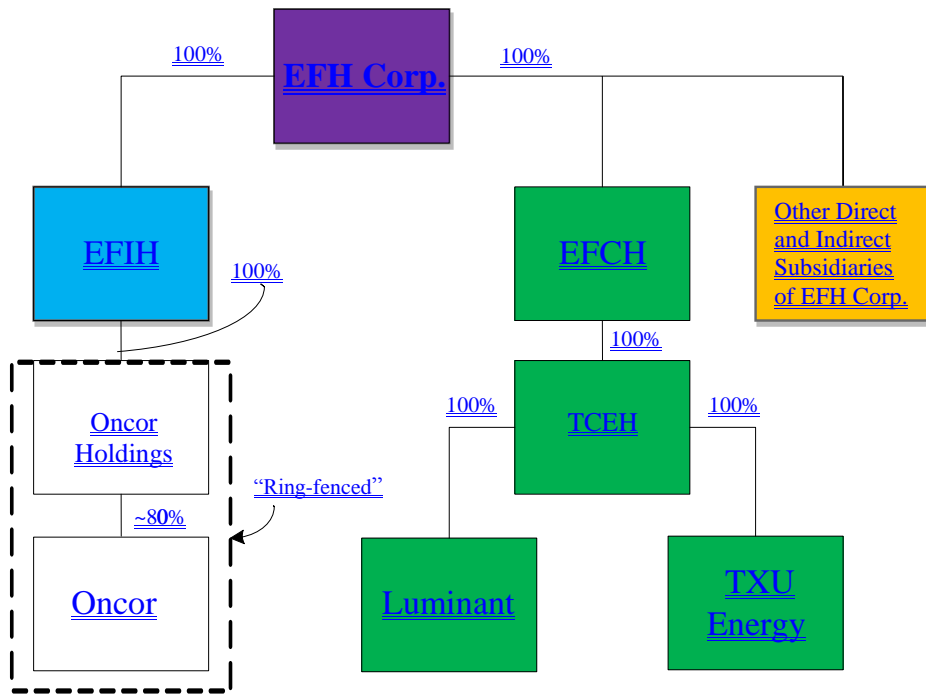 100%
EFH Corp.
100%
EFIH
EFCH
Other Direct
and Indirect
Subsidiaries
of EFH Corp.
100%
100%
Oncor
Holdings
100%
TCEH
100%
"Ring-fenced"
~80%
Oncor
Luminant
TXU
Energy